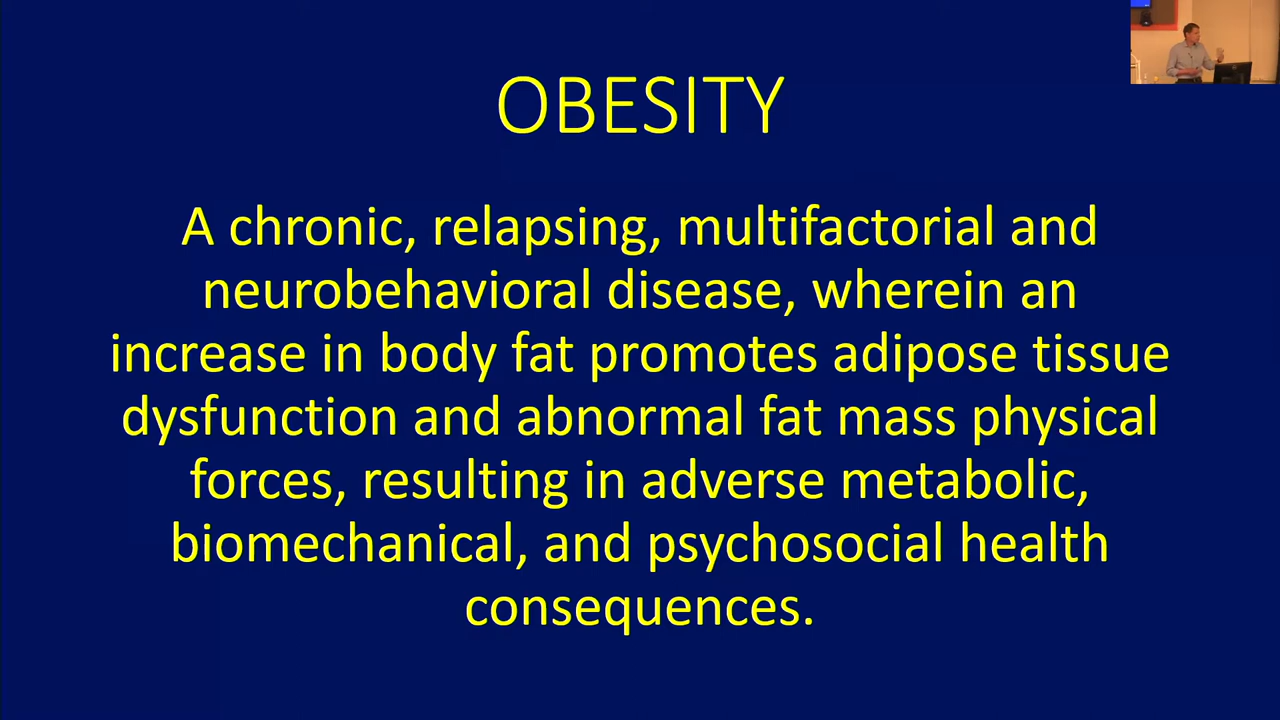 OBESITY
A chronic, relapsing, multifactorial and
neurobehavioral disease, wherein an
increase in body fat promotes adipose tissue
dysfunction and abnormal fat mass physical
forces, resulting in adverse metabolic,
biomechanical, and psychosocial health
consequences.